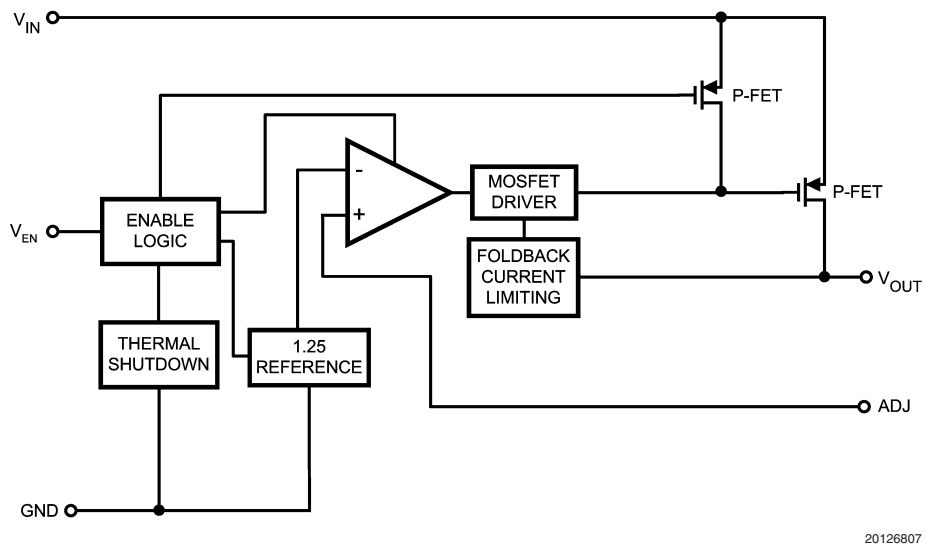 VIN
P-FET
P-FET
-
+
MOSFET
DRIVER
ENABLE
LOGIC
VEN
FOLDBACK
CURRENT
LIMITING
VOUT
THERMAL
SHUTDOWN
1.25
REFERENCE
ADJ
GND
20126807